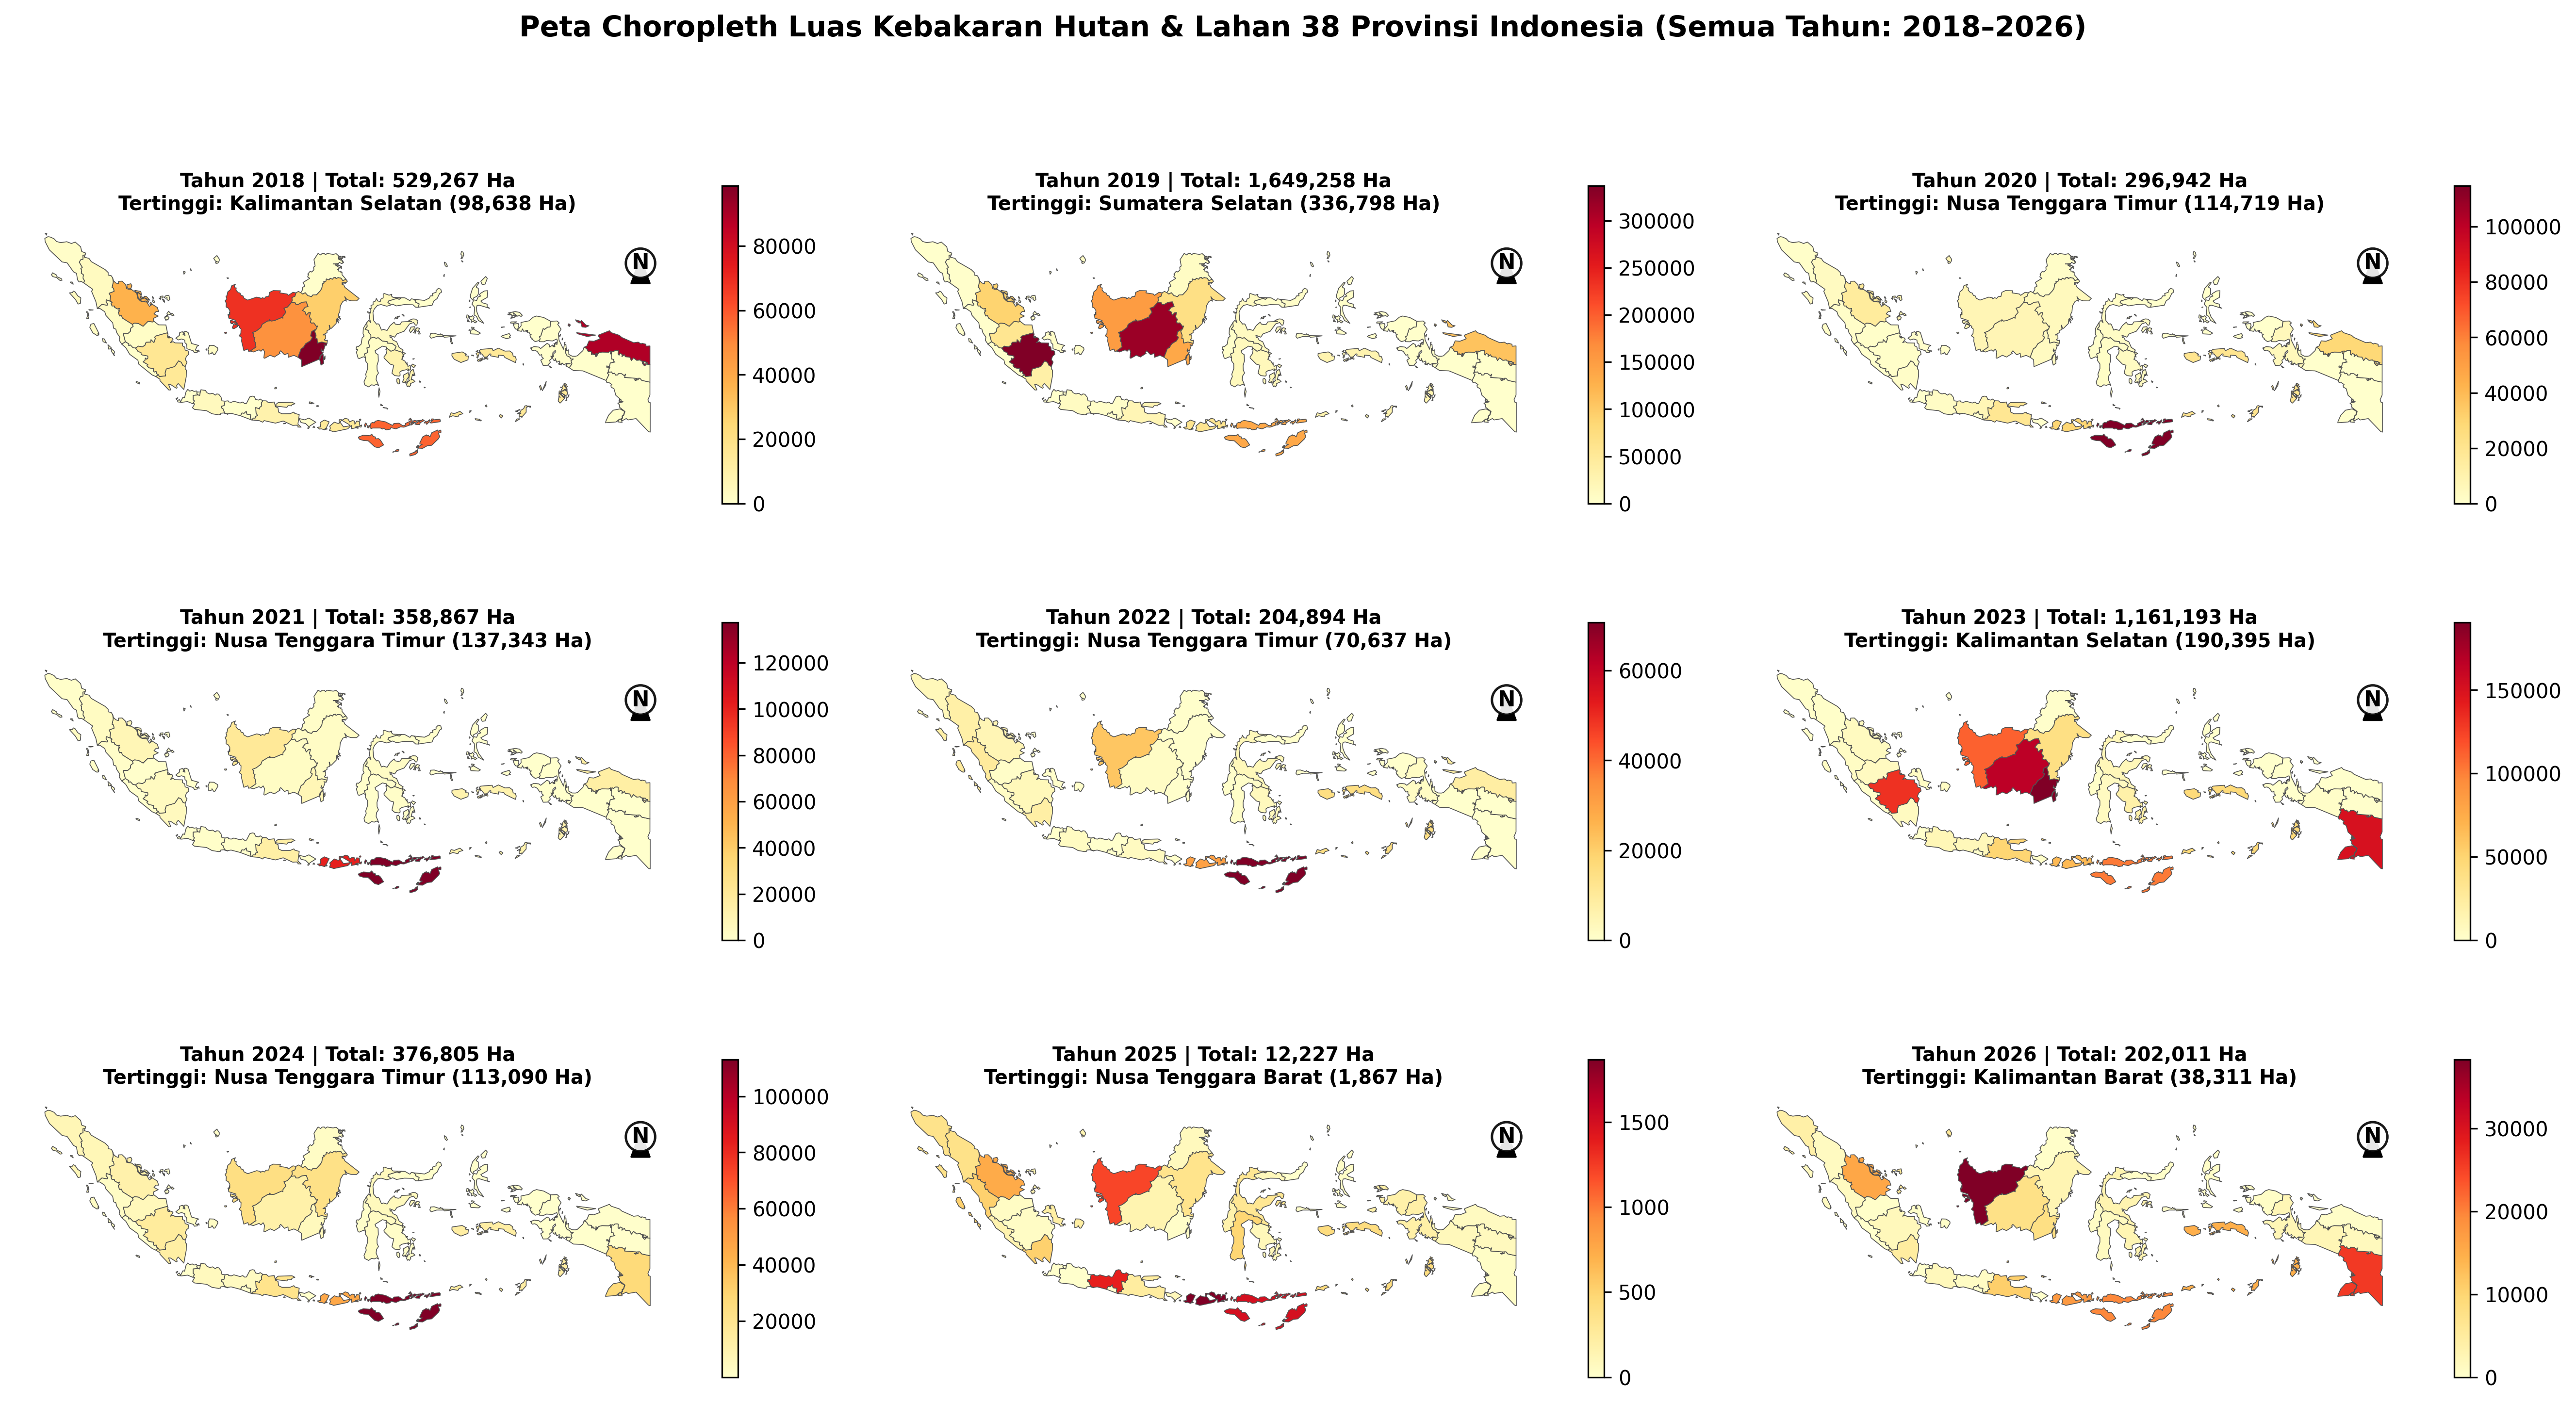 Peta Choropleth Luas Kebakaran Hutan & Lahan 38 Provinsi Indonesia (Semua Tahun: 2018–2026)
Tahun 2018 | Total: 529,267 Ha
Tertinggi: Kalimantan Selatan (98,638 Ha)
N
80000
60000
40000
20000
0
Tahun 2019 | Total: 1,649,258 Ha
Tertinggi: Sumatera Selatan (336,798 Ha)
N
300000
250000
200000
150000
100000
50000
0
Tahun 2020 | Total: 296,942 Ha
Tertinggi: Nusa Tenggara Timur (114,719 Ha)
N
100000
80000
60000
40000
20000
0
Tahun 2021 | Total: 358,867 Ha
Tertinggi: Nusa Tenggara Timur (137,343 Ha)
N
120000
100000
80000
60000
40000
20000
0
Tahun 2022 | Total: 204,894 Ha
Tertinggi: Nusa Tenggara Timur (70,637 Ha)
N
60000
40000
20000
0
Tahun 2023 | Total: 1,161,193 Ha
Tertinggi: Kalimantan Selatan (190,395 Ha)
N
150000
100000
50000
0
Tahun 2024 | Total: 376,805 Ha
Tertinggi: Nusa Tenggara Timur (113,090 Ha)
N
100000
80000
60000
40000
20000
Tahun 2025 | Total: 12,227 Ha
Tertinggi: Nusa Tenggara Barat (1,867 Ha)
N
1500
1000
500
0
Tahun 2026 | Total: 202,011 Ha
Tertinggi: Kalimantan Barat (38,311 Ha)
N
30000
20000
10000
0